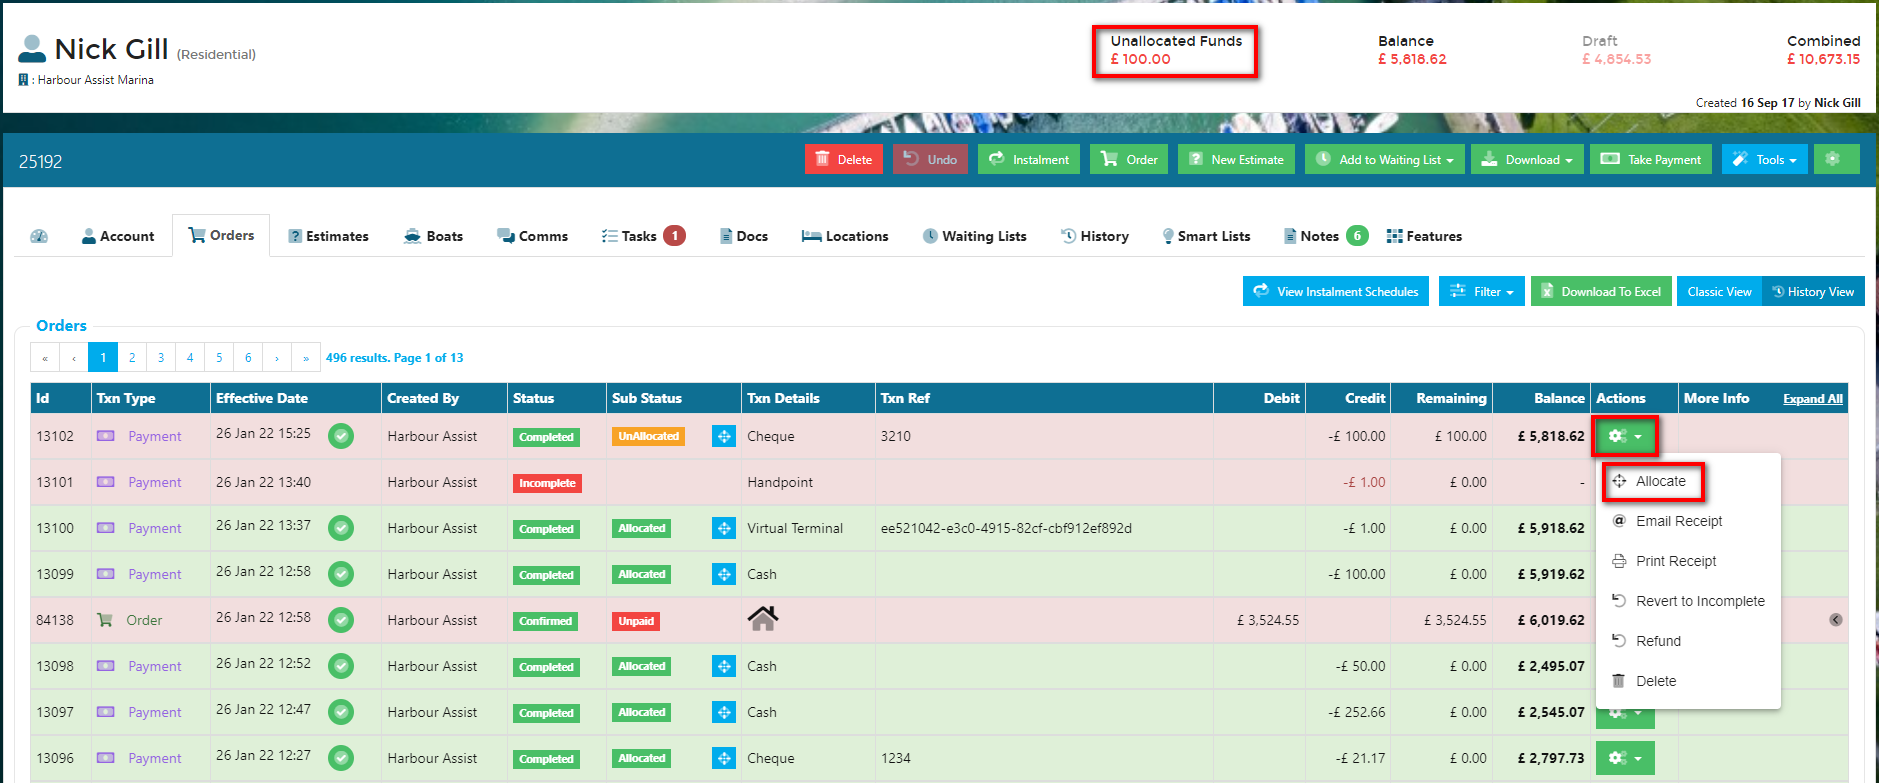 Nick Gill (Residential)
: Harbour Assist Marina
Unallocated Funds
£ 100.00
Balance
£ 5,818.62
Draft
£ 4,854.53
Combined
£ 10,673.15
Created 16 Sep 17 by Nick Gill
25192
Delete
Undo
Instalment
Order
New Estimate
Add to Waiting List
Download
Take Payment
Tools
Account
Orders
Estimates
Boats
Comms
Tasks 1
Docs
Locations
Waiting Lists
History
Smart Lists
Notes 6
Features
View Instalment Schedules
Filter
Download To Excel
Classic View
History View
Orders
« ‹ 1 2 3 4 5 6 › » 496 results. Page 1 of 13
Id Txn Type Effective Date Created By Status Sub Status Txn Details Txn Ref Debit Credit Remaining Balance Actions More Info Expand All
13102 Payment 26 Jan 22 15:25 Harbour Assist Completed UnAllocated Cheque 3210 -£ 100.00 £ 100.00 £ 5,818.62
13101 Payment 26 Jan 22 13:40 Harbour Assist Incomplete Handpoint -£ 1.00 £ 0.00 -
13100 Payment 26 Jan 22 13:37 Harbour Assist Completed Allocated Virtual Terminal ee521042-e3c0-4915-82cf-cbf912ef892d -£ 1.00 £ 0.00 £ 5,918.62
13099 Payment 26 Jan 22 12:58 Harbour Assist Completed Allocated Cash -£ 100.00 £ 0.00 £ 5,919.62
84138 Order 26 Jan 22 12:58 Harbour Assist Confirmed Unpaid £ 3,524.55 £ 3,524.55 £ 6,019.62
13098 Payment 26 Jan 22 12:52 Harbour Assist Completed Allocated Cash -£ 50.00 £ 0.00 £ 2,495.07
13097 Payment 26 Jan 22 12:47 Harbour Assist Completed Allocated Cash -£ 252.66 £ 0.00 £ 2,545.07
13096 Payment 26 Jan 22 12:27 Harbour Assist Completed Allocated Cheque 1234 -£ 21.17 £ 0.00 £ 2,797.73
Allocate
Email Receipt
Print Receipt
Revert to Incomplete
Refund
Delete